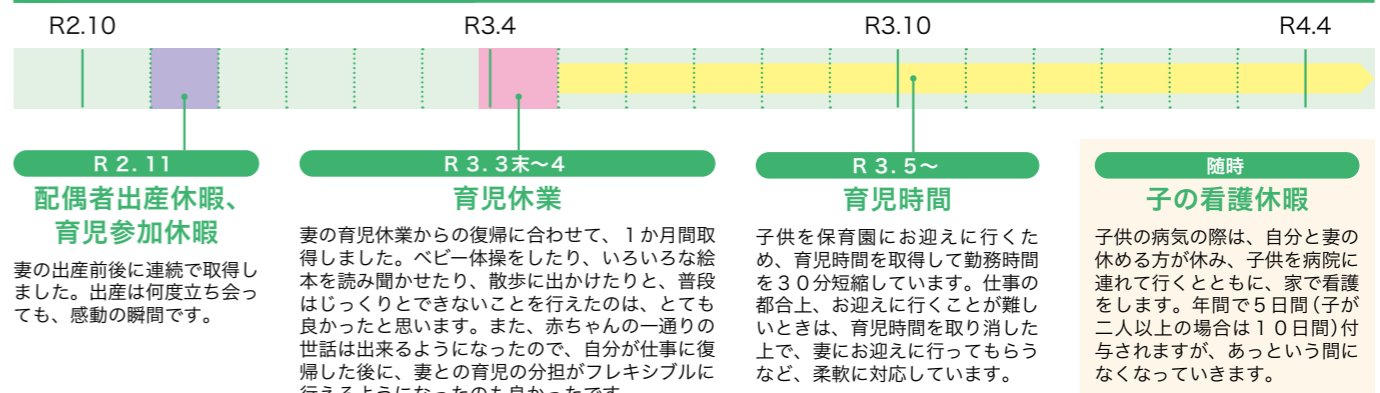 R2.10
R3.4
R3.10
R4.4
R 2. 11
配偶者出産休暇、
育児参加休暇
妻の出産前後に連続で取得し
ました。出産は何度立ち会っ
ても、感動の瞬間です。
R 3. 3末〜4
育児休業
妻の育児休業からの復帰に合わせて、１か月間取
得しました。ベビー体操をしたり、いろいろな絵
本を読み聞かせたり、散歩に出かけたりと、普段
はじっくりとできないことを行えたのは、とても
良かったと思います。また、赤ちゃんの一通りの
世話は出来るようになったので、自分が仕事に復
帰した後に、妻との育児の分担がフレキシブルに
行えるようになったのも良かったです。
R 3. 5〜
育児時間
子供を保育園にお迎えに行くた
め、育児時間を取得して勤務時間
を３０分短縮しています。仕事の
都合上、お迎えに行くことが難し
いときは、育児時間を取り消した
上で、妻にお迎えに行ってもらう
など、柔軟に対応しています。
随時
子の看護休暇
子供の病気の際は、自分と妻の
休める方が休み、子供を病院に
連れて行くとともに、家で看護
をします。年間で５日間（子が
二人以上の場合は１０日間）付
与されますが、あっという間に
なくなっていきます。